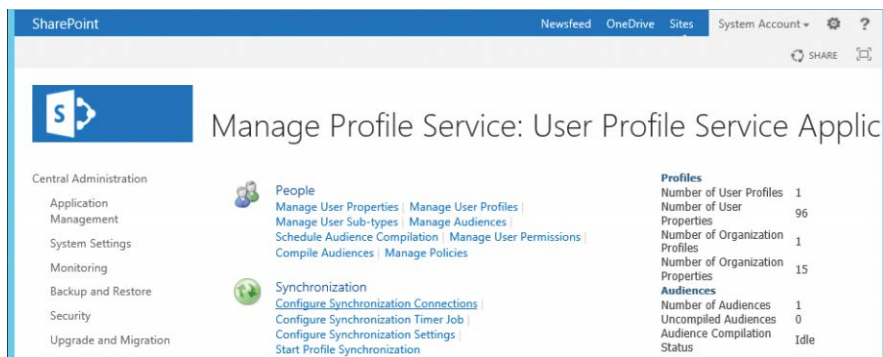 SharePoint
Newsfeed OneDrive Sites System Account ?
SHARE
S
Manage Profile Service: User Profile Service Applic
Central Administration
Application
Management
System Settings
Monitoring
Backup and Restore
Security
Upgrade and Migration
People
Manage User Properties | Manage User Profiles |
Manage User Sub-types | Manage Audiences |
Schedule Audience Compilation | Manage User Permissions |
Compile Audiences | Manage Policies
Synchronization
Configure Synchronization Connections |
Configure Synchronization Timer Job |
Configure Synchronization Settings |
Start Profile Synchronization
Profiles
Number of User Profiles 1
Number of User
Properties 96
Number of Organization
Profiles 1
Number of Organization
Properties 15
Audiences
Number of Audiences 1
Uncompiled Audiences 0
Audience Compilation
Status Idle